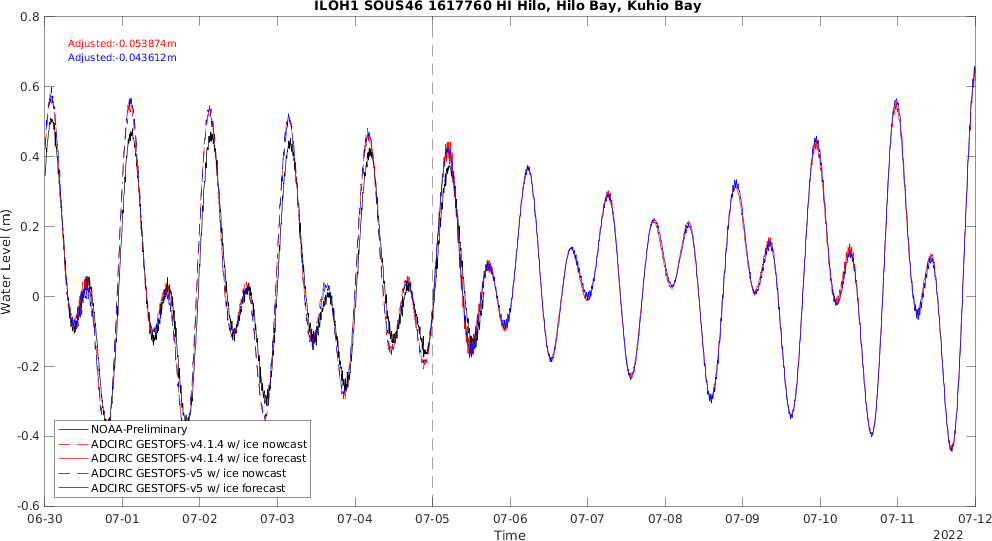 ILOH1 SOUS46 1617760 HI Hilo, Hilo Bay, Kuhio Bay
0.8
Adjusted:-0.053874m
Adjusted:-0.043612m
0.6
0.4
0.2
0
-0.2
-0.4
-0.6
Water Level (m)
NOAA-Preliminary
ADCIRC GESTOFS-v4.1.4 w/ ice nowcast
ADCIRC GESTOFS-v4.1.4 w/ ice forecast
ADCIRC GESTOFS-v5 w/ ice nowcast
ADCIRC GESTOFS-v5 w/ ice forecast
06-30 07-01 07-02 07-03 07-04 07-05 07-06 07-07 07-08 07-09 07-10 07-11 07-12
Time
2022